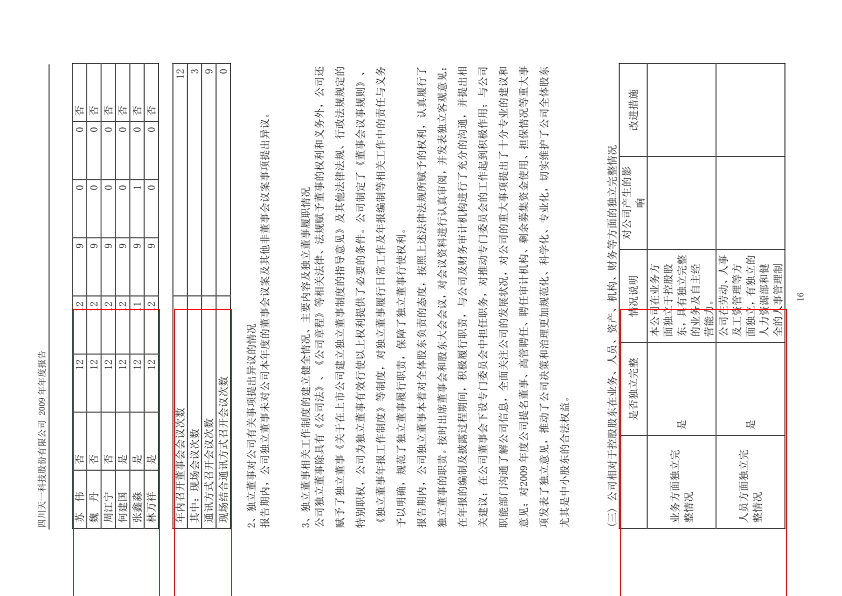 四川天一科技股份有限公司 2009 年年度报告
苏　伟 否 12 2 9 0 0 否
魏　丹 否 12 2 9 0 0 否
周江宁 否 12 2 9 0 0 否
何建国 是 12 2 9 0 0 否
张鑫淼 是 12 1 9 1 0 否
林万祥 是 12 2 9 0 0 否
年内召开董事会会议次数 12
其中：现场会议次数 3
通讯方式召开会议次数 9
现场结合通讯方式召开会议次数 0
2、独立董事对公司有关事项提出异议的情况
报告期内，公司独立董事未对公司本年度的董事会议案及其他非董事会议案事项提出异议。
3、独立董事相关工作制度的建立健全情况、主要内容及独立董事履职情况
公司独立董事除具有《公司法》、《公司章程》等相关法律、法规赋予董事的权利和义务外，公司还
赋予了独立董事《关于在上市公司建立独立董事制度的指导意见》及其他法律法规、行政法规规定的
特别职权，公司为独立董事有效行使以上权利提供了必要的条件。公司制定了《董事会议事规则》、
《独立董事年报工作制度》等制度，对独立董事履行日常工作及年报编制等相关工作中的责任与义务
予以明确，规范了独立董事履行职责，保障了独立董事行使权利。
报告期内，公司独立董事本着对全体股东负责的态度，按照上述法律法规所赋予的权利，认真履行了
独立董事的职责。按时出席董事会和股东大会会议，对会议资料进行认真审阅，并发表独立客观意见；
在年报的编制及披露过程期间，积极履行职责，与公司及财务审计机构进行了充分的沟通，并提出相
关建议；在公司董事会下设专门委员会中担任职务，对推动专门委员会的工作起到积极作用；与公司
职能部门沟通了解公司信息，全面关注公司的发展状况，对公司的重大事项提出了十分专业的建议和
意见；对2009 年度公司提名董事、高管聘任、聘任审计机构、剩余募集资金使用、担保情况等重大事
项发表了独立意见，推动了公司决策和治理更加规范化、科学化、专业化，切实维护了公司全体股东
尤其是中小股东的合法权益。
（三）公司相对于控股股东在业务、人员、资产、机构、财务等方面的独立完整情况
是否独立完整 情况说明 对公司产生的影响 改进措施
业务方面独立完
整情况
是
本公司在业务方
面独立于控股股
东，具有独立完整
的业务及自主经
营能力。
人员方面独立完
整情况
是
公司在劳动、人事
及工资管理等方
面独立，有独立的
人力资源部和健
全的人事管理制
16